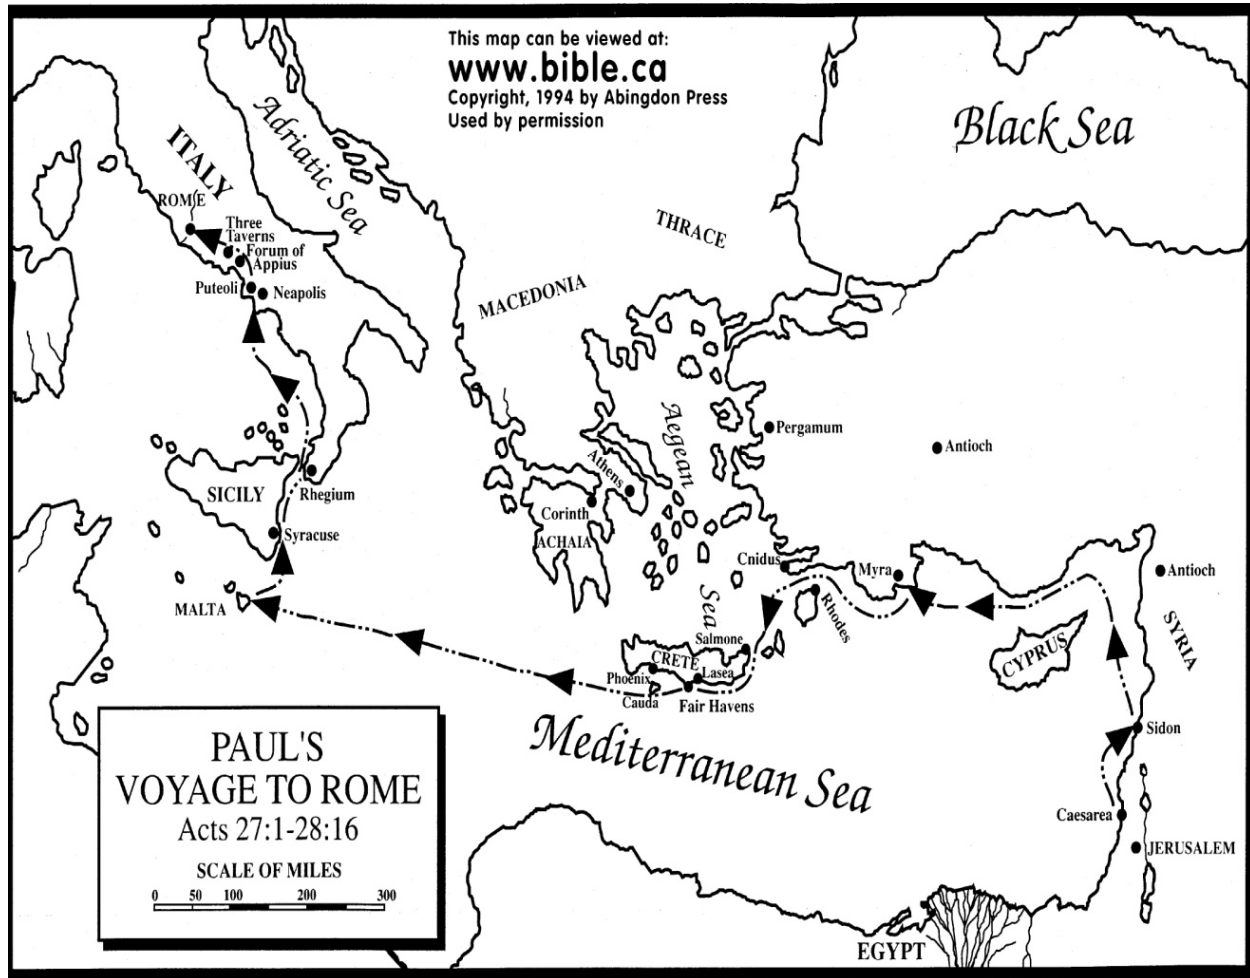 This map can be viewed at:
www.bible.ca
Copyright, 1994 by Abingdon Press
Used by permission
Black Sea
Adriatic Sea
ITALY
ROME
Three
Taverns
Forum of
Appius
Puteoli
Neapolis
THRACE
MACEDONIA
Aegean
Sea
Pergamum
Antioch
Athens
Corinth
ACHAIA
SICILY
Rhegium
Syracuse
MALTA
Cnidus
Myra
Rhodes
Antioch
SYRIA
CYPRUS
Salmone
CRETE
Lasea
Phoenix
Cauda
Fair Havens
Sidon
Mediterranean Sea
Caesarea
JERUSALEM
EGYPT
PAUL'S
VOYAGE TO ROME
Acts 27:1-28:16
SCALE OF MILES
0 50 100 200 300